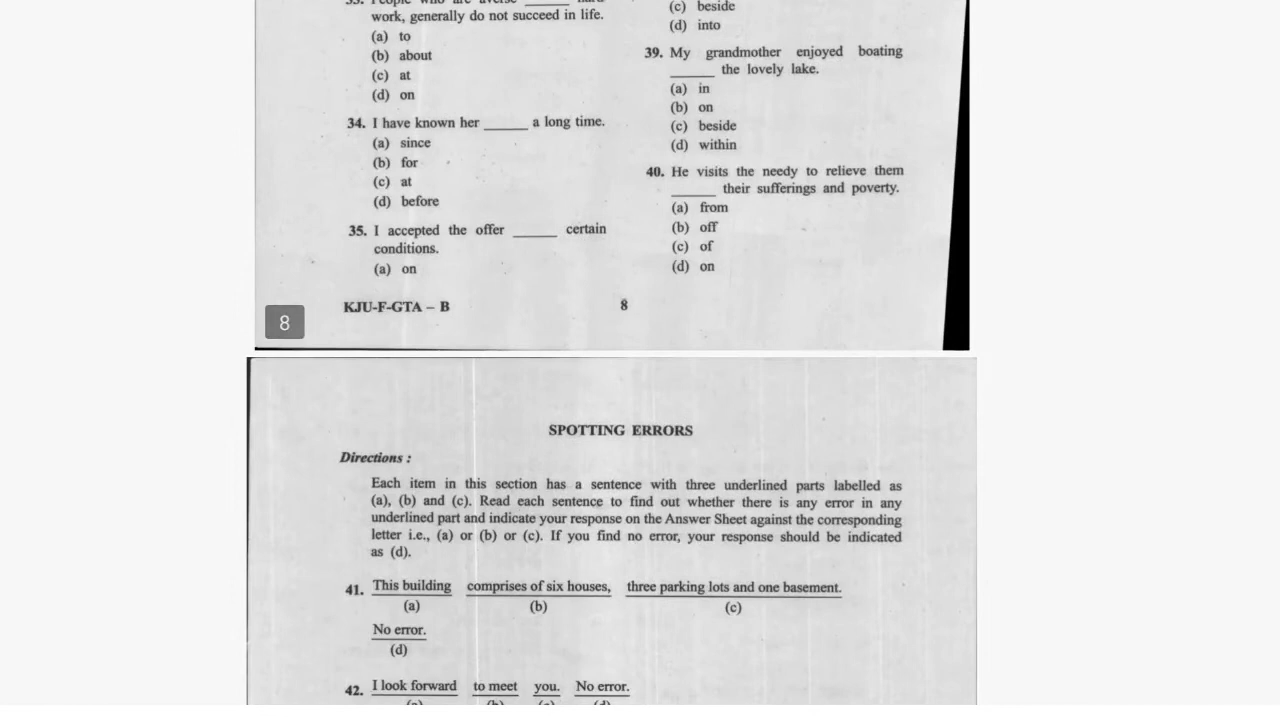 work, generally do not succeed in life.
(a) to
(b) about
(c) at
(d) on
34. I have known her ______ a long time.
(a) since
(b) for
(c) at
(d) before
35. I accepted the offer ______ certain
conditions.
(a) on
(c) beside
(d) into
39. My grandmother enjoyed boating
______ the lovely lake.
(a) in
(b) on
(c) beside
(d) within
40. He visits the needy to relieve them
______ their sufferings and poverty.
(a) from
(b) off
(c) of
(d) on
KJU-F-GTA – B
8
8
SPOTTING ERRORS
Directions :
Each item in this section has a sentence with three underlined parts labelled as
(a), (b) and (c). Read each sentence to find out whether there is any error in any
underlined part and indicate your response on the Answer Sheet against the corresponding
letter i.e., (a) or (b) or (c). If you find no error, your response should be indicated
as (d).
41. This building comprises of six houses, three parking lots and one basement.
(a) (b) (c)
No error.
(d)
42. I look forward to meet you. No error.